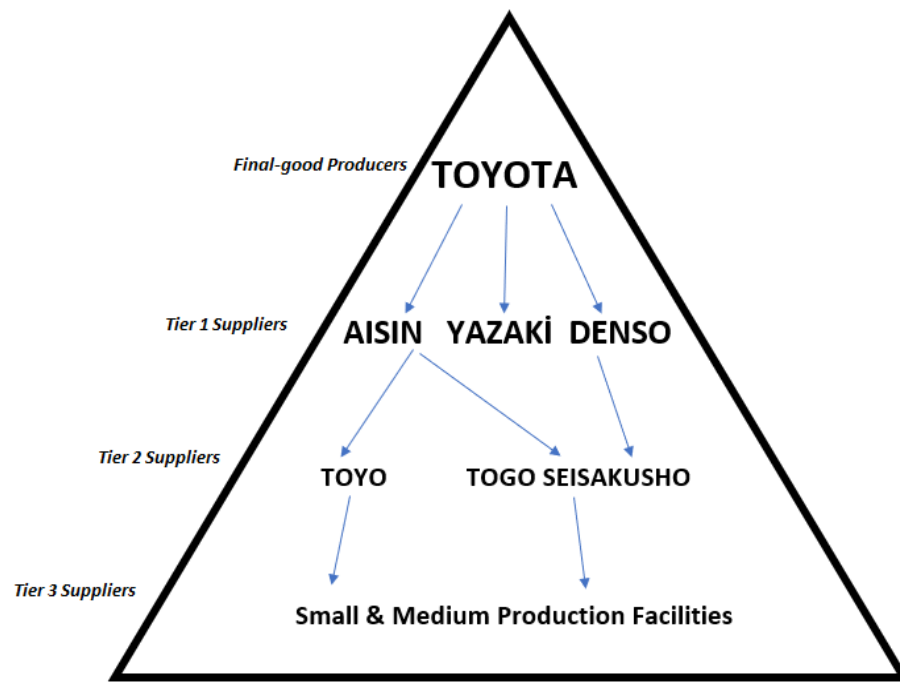 Final-good Producers
TOYOTA
Tier 1 Suppliers
AISIN YAZAKİ DENSO
Tier 2 Suppliers
TOYO TOGO SEISAKUSHO
Tier 3 Suppliers
Small & Medium Production Facilities